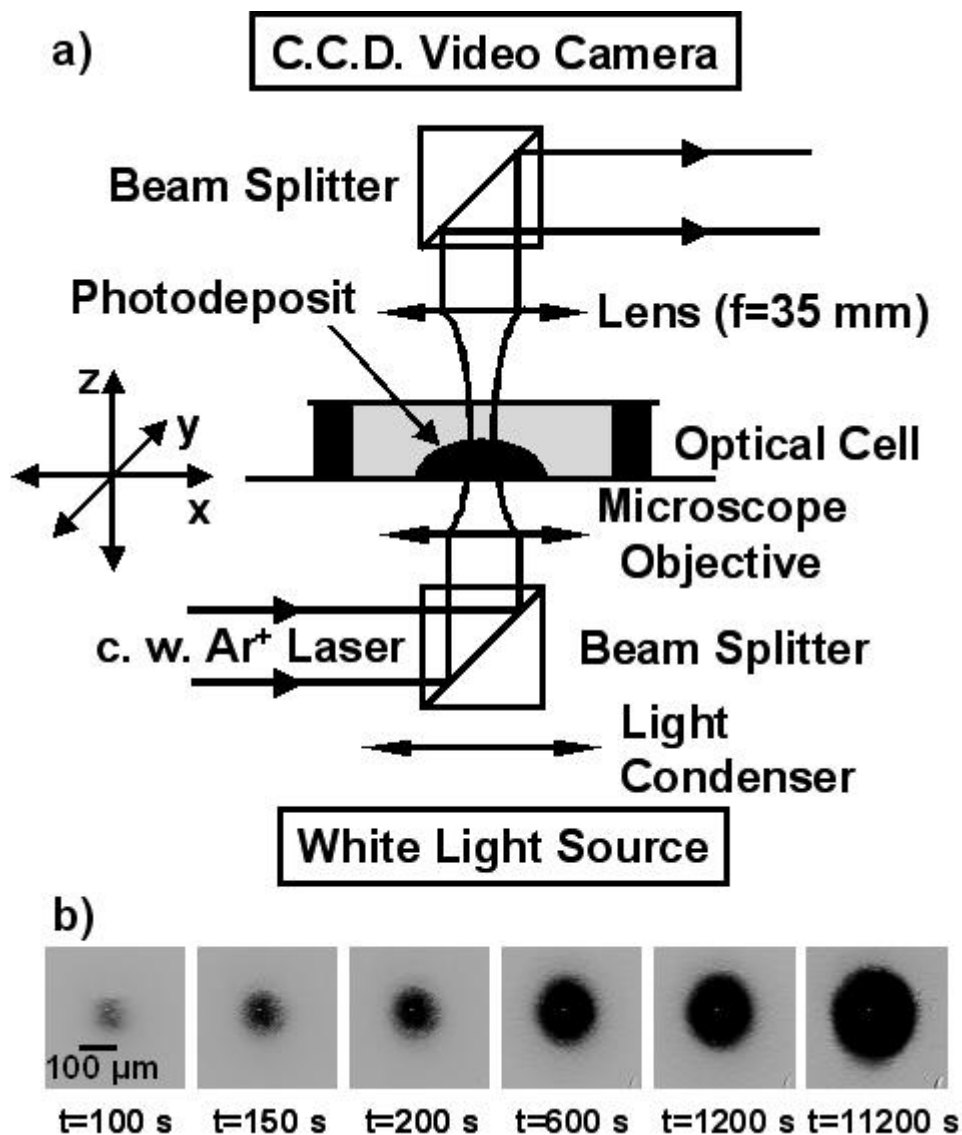 a)
C.C.D. Video Camera
Beam Splitter
Photodeposit
Lens (f=35 mm)
z
y
x
Optical Cell
Microscope
Objective
c. w. Ar⁺ Laser
Beam Splitter
Light
Condenser
White Light Source
b)
100 µm
t=100 s t=150 s t=200 s t=600 s t=1200 s t=11200 s